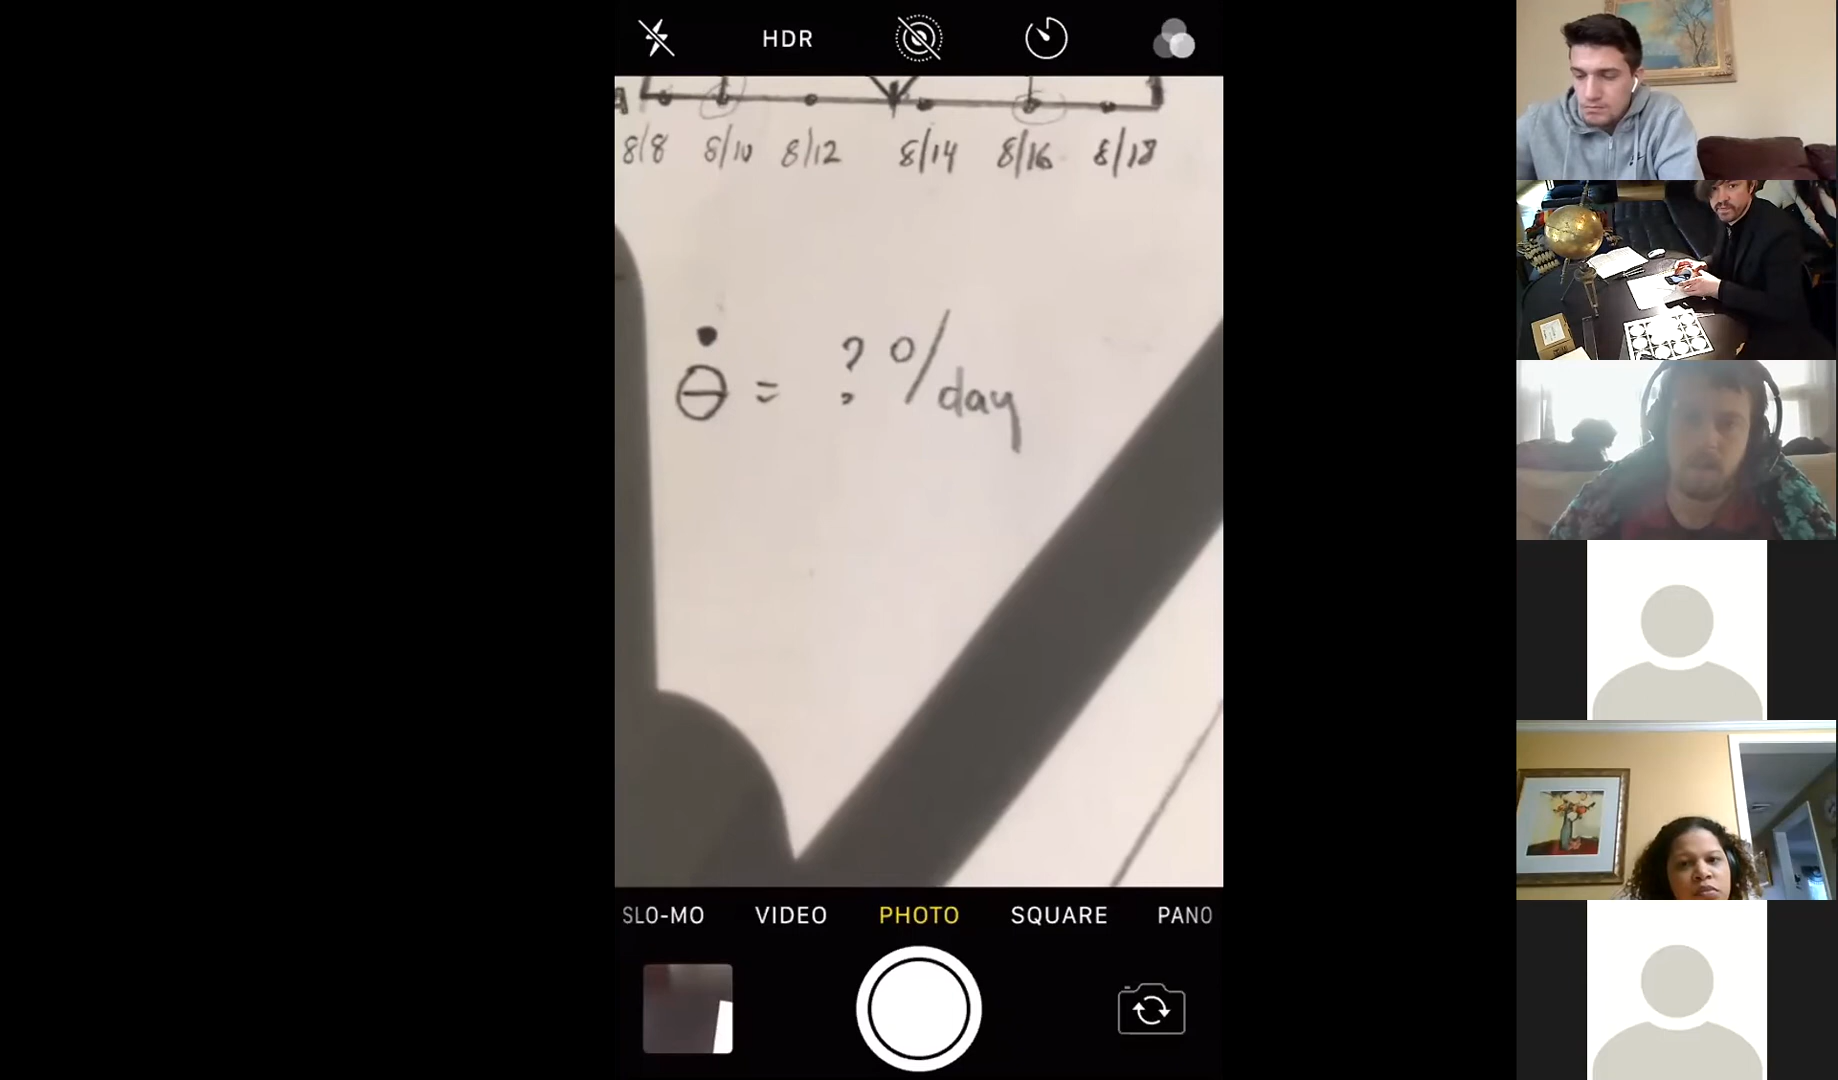 HDR
8/8 8/10 8/12 8/14 8/16 8/18
θ̇ = ? °/day
SLO-MO VIDEO PHOTO SQUARE PANO